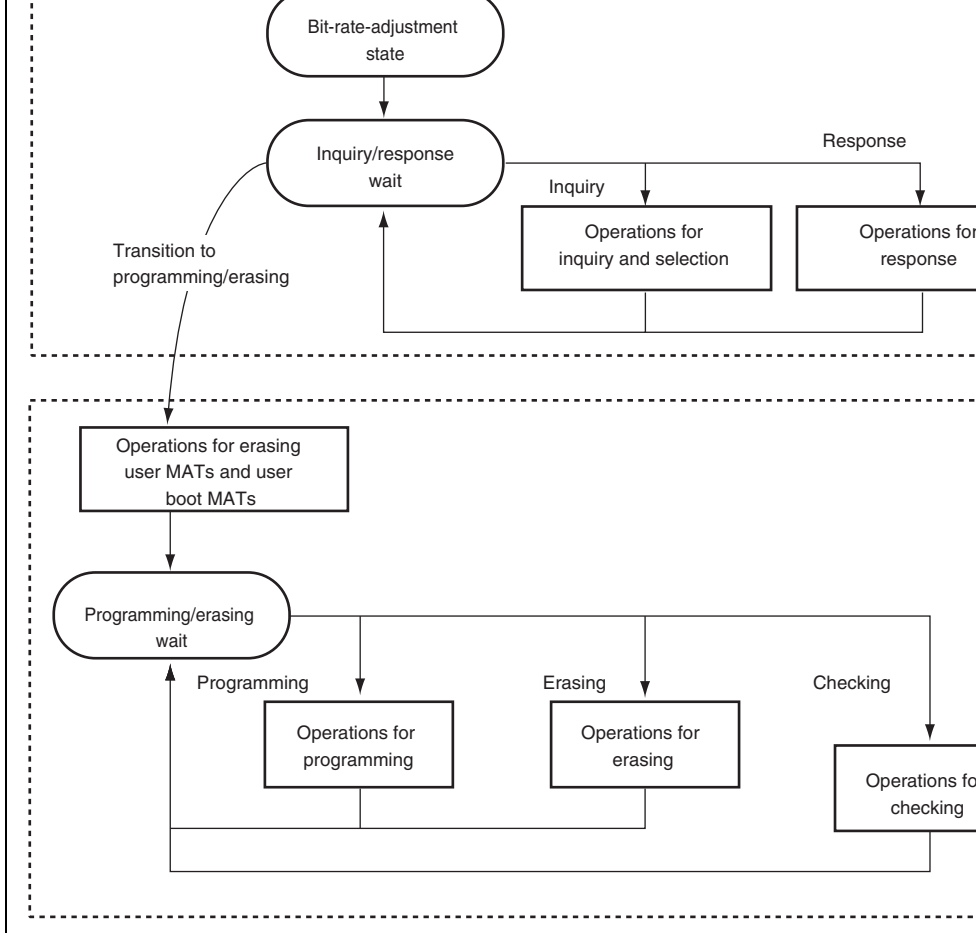 Bit-rate-adjustment
state
Inquiry/response
wait
Response
Inquiry
Operations for
inquiry and selection
Operations for
response
Transition to
programming/erasing
Operations for erasing
user MATs and user
boot MATs
Programming/erasing
wait
Programming
Erasing
Checking
Operations for
programming
Operations for
erasing
Operations fo
checking